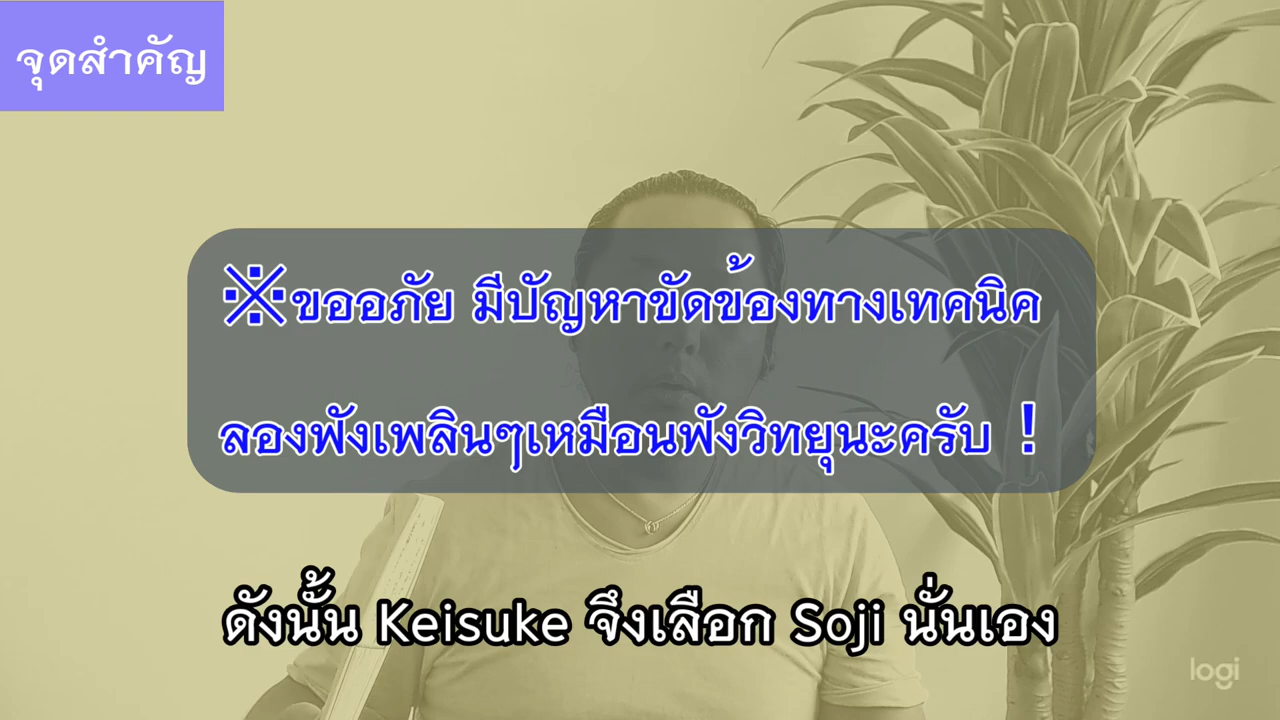 จุดสำคัญ
※ขออภัย มีปัญหาขัดข้องทางเทคนิค
ลองฟังเพลินๆเหมือนฟังวิทยุนะครับ !
ดังนั้น Keisuke จึงเลือก Soji นั่นเอง
logi